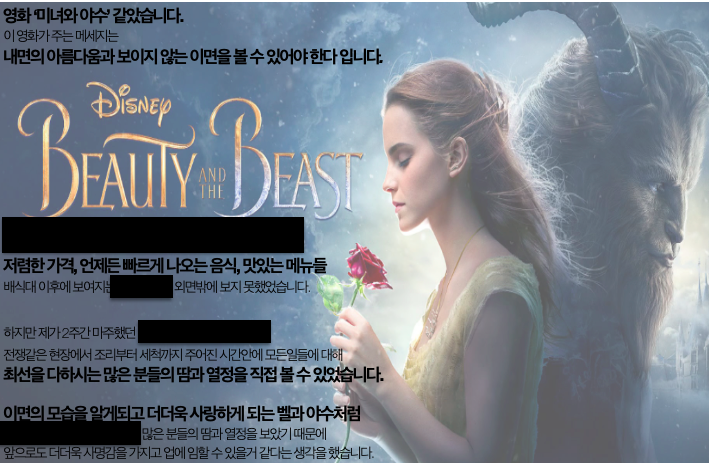 영화 '미녀와 야수' 같았습니다.
이 영화가 주는 메세지는
내면의 아름다움과 보이지 않는 이면을 볼 수 있어야 한다 입니다.
DISNEY
BEAUTY AND THE BEAST
저렴한 가격, 언제든 빠르게 나오는 음식, 맛있는 메뉴들
배식대 이후에 보여지는 외면밖에 보지 못했었습니다.
하지만 제가 2주간 마주했던
전쟁같은 현장에서 조리부터 세척까지 주어진 시간안에 모든일들에 대해
최선을 다하시는 많은 분들의 땀과 열정을 직접 볼 수 있었습니다.
이면의 모습을 알게되고 더더욱 사랑하게 되는 벨과 야수처럼
많은 분들의 땀과 열정을 보았기 때문에
앞으로도 더더욱 사명감을 가지고 업에 임할 수 있을거 같다는 생각을 했습니다.